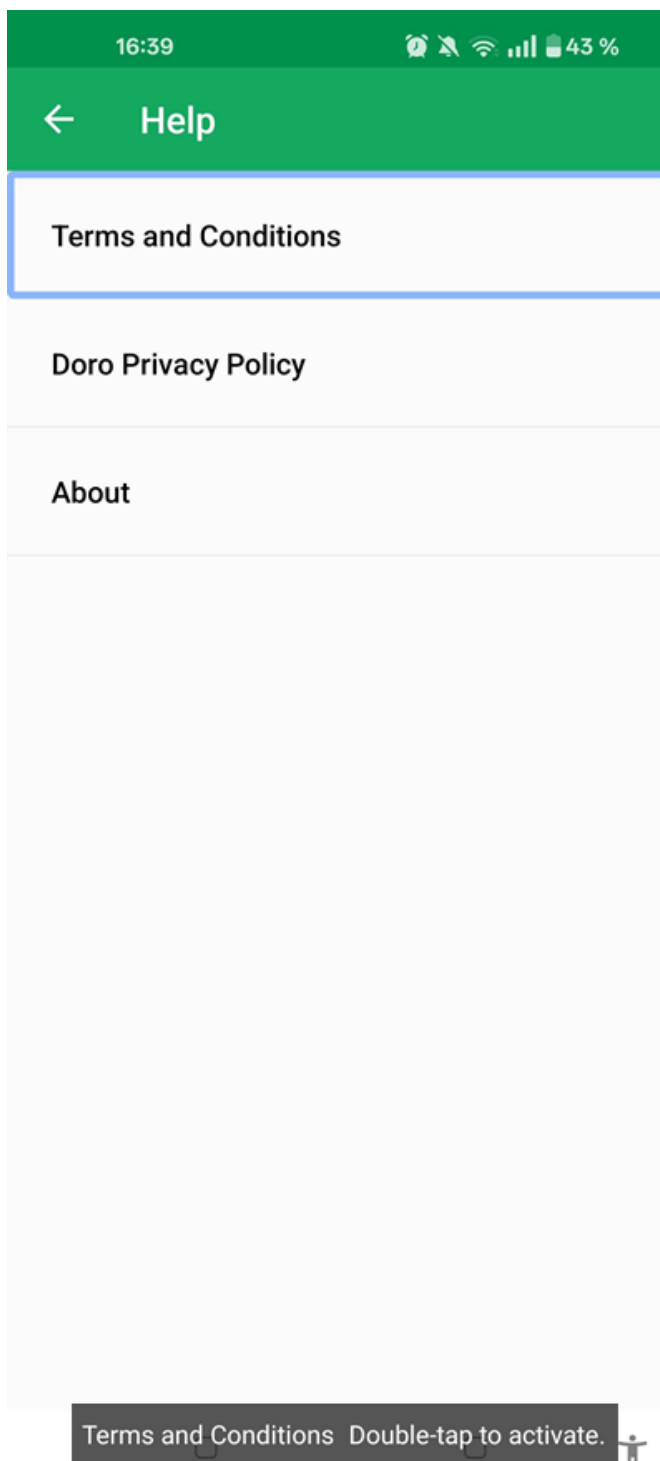 16:39 43 %
Help
Terms and Conditions
Doro Privacy Policy
About
Terms and Conditions Double-tap to activate.